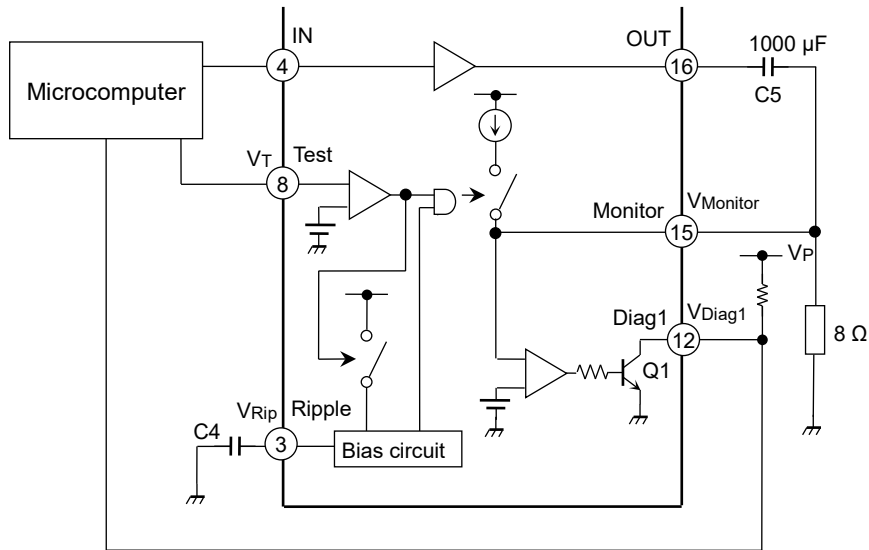 IN
OUT
1000 µF
4
16
C5
Microcomputer
VT
Test
8
Monitor
VMonitor
15
VP
Diag1
VDiag1
12
8 Ω
Q1
VRip
Ripple
C4
3
Bias circuit